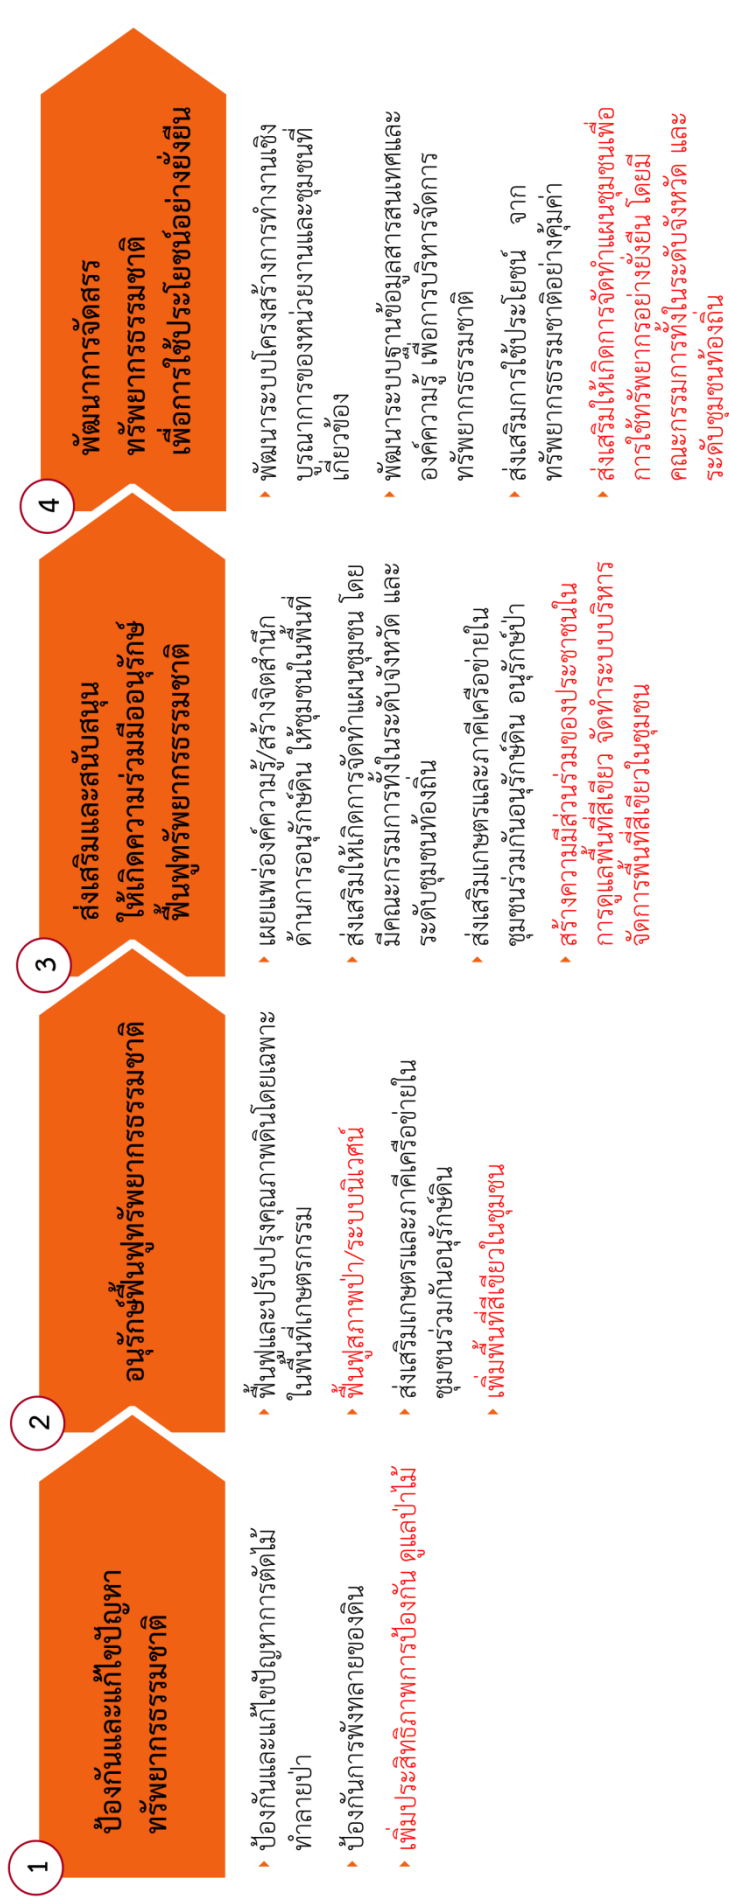 1
ป้องกันและแก้ไขปัญหา
ทรัพยากรธรรมชาติ
ป้องกันและแก้ไขปัญหาการตัดไม้
ทำลายป่า
ป้องกันการพังทลายของดิน
เพิ่มประสิทธิภาพการป้องกัน ดูแลป่าไม้
2
อนุรักษ์ฟื้นฟูทรัพยากรธรรมชาติ
ฟื้นฟูและปรับปรุงคุณภาพดินโดยเฉพาะ
ในพื้นที่เกษตรกรรม
ฟื้นฟูสภาพป่า/ระบบนิเวศน์
ส่งเสริมเกษตรและภาคีเครือข่ายใน
ชุมชนร่วมกันอนุรักษ์ดิน
เพิ่มพื้นที่สีเขียวในชุมชน
3
ส่งเสริมและสนับสนุน
ให้เกิดความร่วมมืออนุรักษ์
ฟื้นฟูทรัพยากรธรรมชาติ
เผยแพร่องค์ความรู้/สร้างจิตสำนึก
ด้านการอนุรักษ์ดิน ให้ชุมชนในพื้นที่
ส่งเสริมให้เกิดการจัดทำแผนชุมชน โดย
มีคณะกรรมการทั้งในระดับจังหวัด และ
ระดับชุมชนท้องถิ่น
ส่งเสริมเกษตรและภาคีเครือข่ายใน
ชุมชนร่วมกันอนุรักษ์ดิน อนุรักษ์ป่า
สร้างความมีส่วนร่วมของประชาชนใน
การดูแลพื้นที่สีเขียว จัดทำระบบบริหาร
จัดการพื้นที่สีเขียวในชุมชน
4
พัฒนาการจัดสรร
ทรัพยากรธรรมชาติ
เพื่อการใช้ประโยชน์อย่างยั่งยืน
พัฒนาระบบโครงสร้างการทำงานเชิง
บูรณาการของหน่วยงานและชุมชนที่
เกี่ยวข้อง
พัฒนาระบบฐานข้อมูลสารสนเทศและ
องค์ความรู้ เพื่อการบริหารจัดการ
ทรัพยากรธรรมชาติ
ส่งเสริมการใช้ประโยชน์ จาก
ทรัพยากรธรรมชาติอย่างคุ้มค่า
ส่งเสริมให้เกิดการจัดทำแผนชุมชนเพื่อ
การใช้ทรัพยากรอย่างยั่งยืน โดยมี
คณะกรรมการทั้งในระดับจังหวัด และ
ระดับชุมชนท้องถิ่น